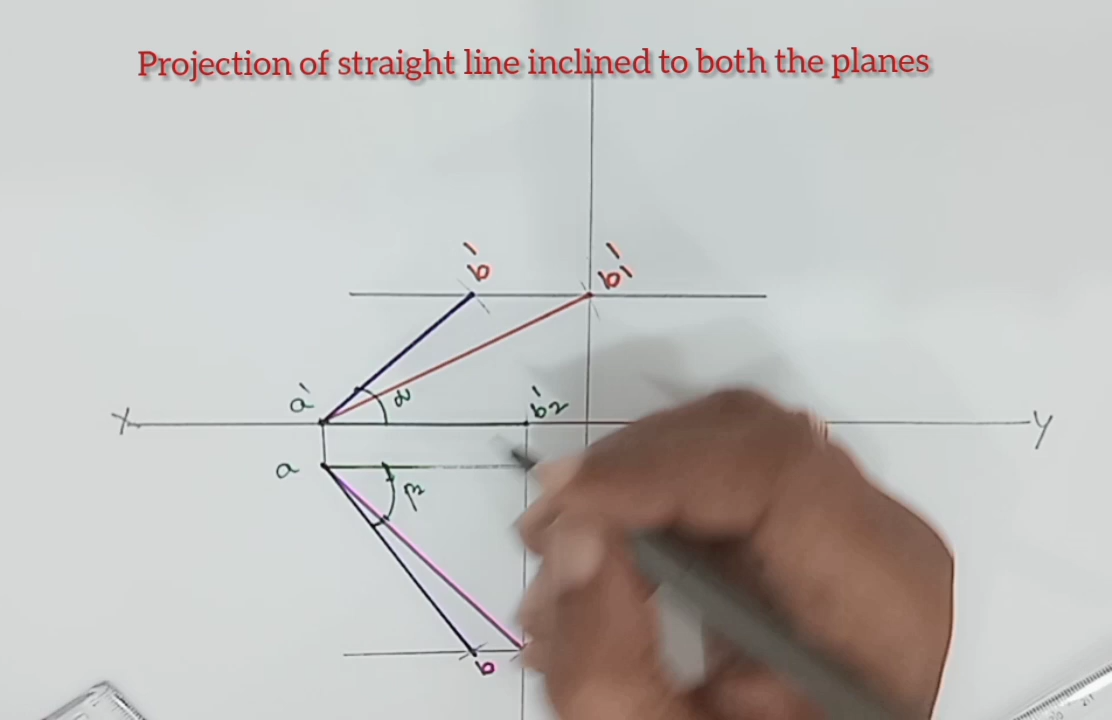 Projection of straight line inclined to both the planes
b'
b₁'
a'
α
b₂'
X
Y
a
β
b